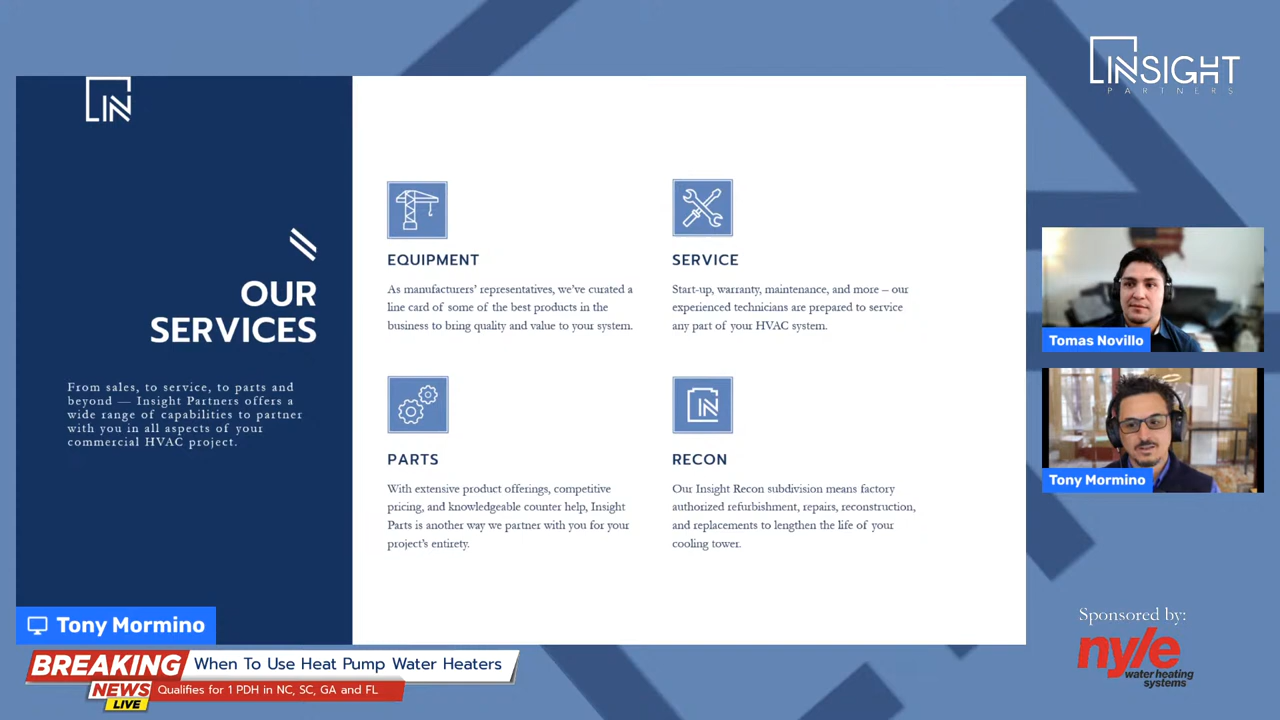 INSIGHT
PARTNERS
IN
OUR
SERVICES
From sales, to service, to parts and
beyond — Insight Partners offers a
wide range of capabilities to partner
with you in all aspects of your
commercial HVAC project.
EQUIPMENT
As manufacturers’ representatives, we’ve curated a
line card of some of the best products in the
business to bring quality and value to your system.
SERVICE
Start-up, warranty, maintenance, and more – our
experienced technicians are prepared to service
any part of your HVAC system.
PARTS
With extensive product offerings, competitive
pricing, and knowledgeable counter help, Insight
Parts is another way we partner with you for your
project’s entirety.
IN
RECON
Our Insight Recon subdivision means factory
authorized refurbishment, repairs, reconstruction,
and replacements to lengthen the life of your
cooling tower.
Tomas Novillo
Tony Mormino
Tony Mormino
BREAKING
NEWS
LIVE
When To Use Heat Pump Water Heaters
Qualifies for 1 PDH in NC, SC, GA and FL
Sponsored by:
nyle
water heating
systems